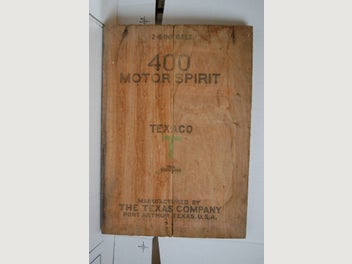 400
MOTOR SPIRIT
TEXACO
MANUFACTURED BY
THE TEXAS COMPANY
PORT ARTHUR, TEXAS, U.S.A.